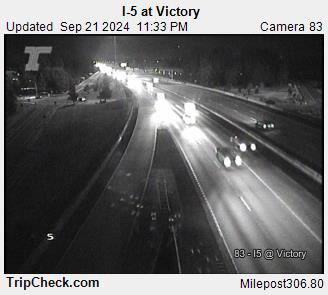 I-5 at Victory
Updated Sep 21 2024 11:33 PM Camera 83
T
S
83 - I5 @ Victory
TripCheck.com Milepost306.80